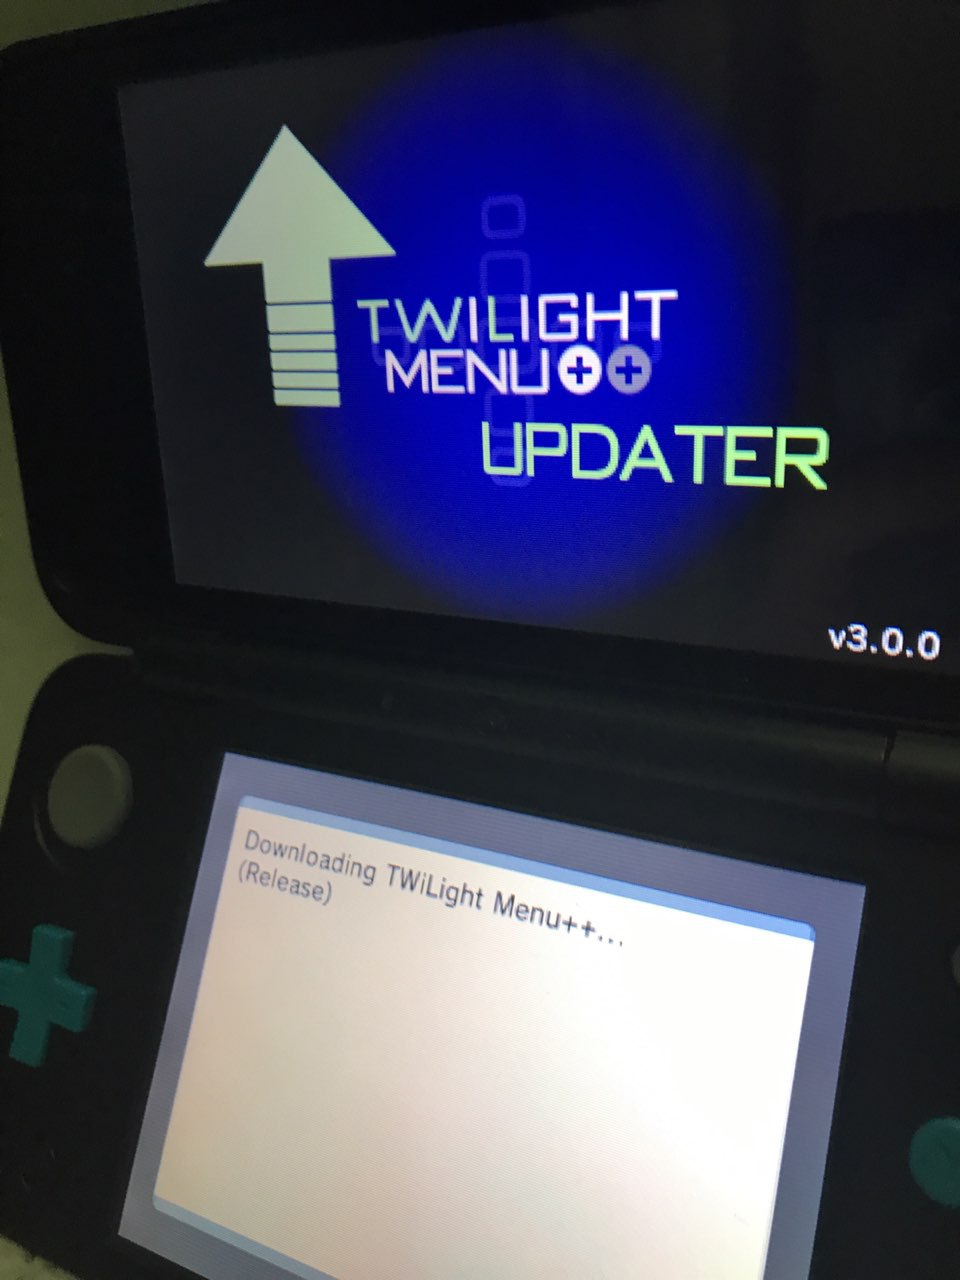 TWILIGHT
MENU++
UPDATER
v3.0.0
Downloading TWiLight Menu++...
(Release)